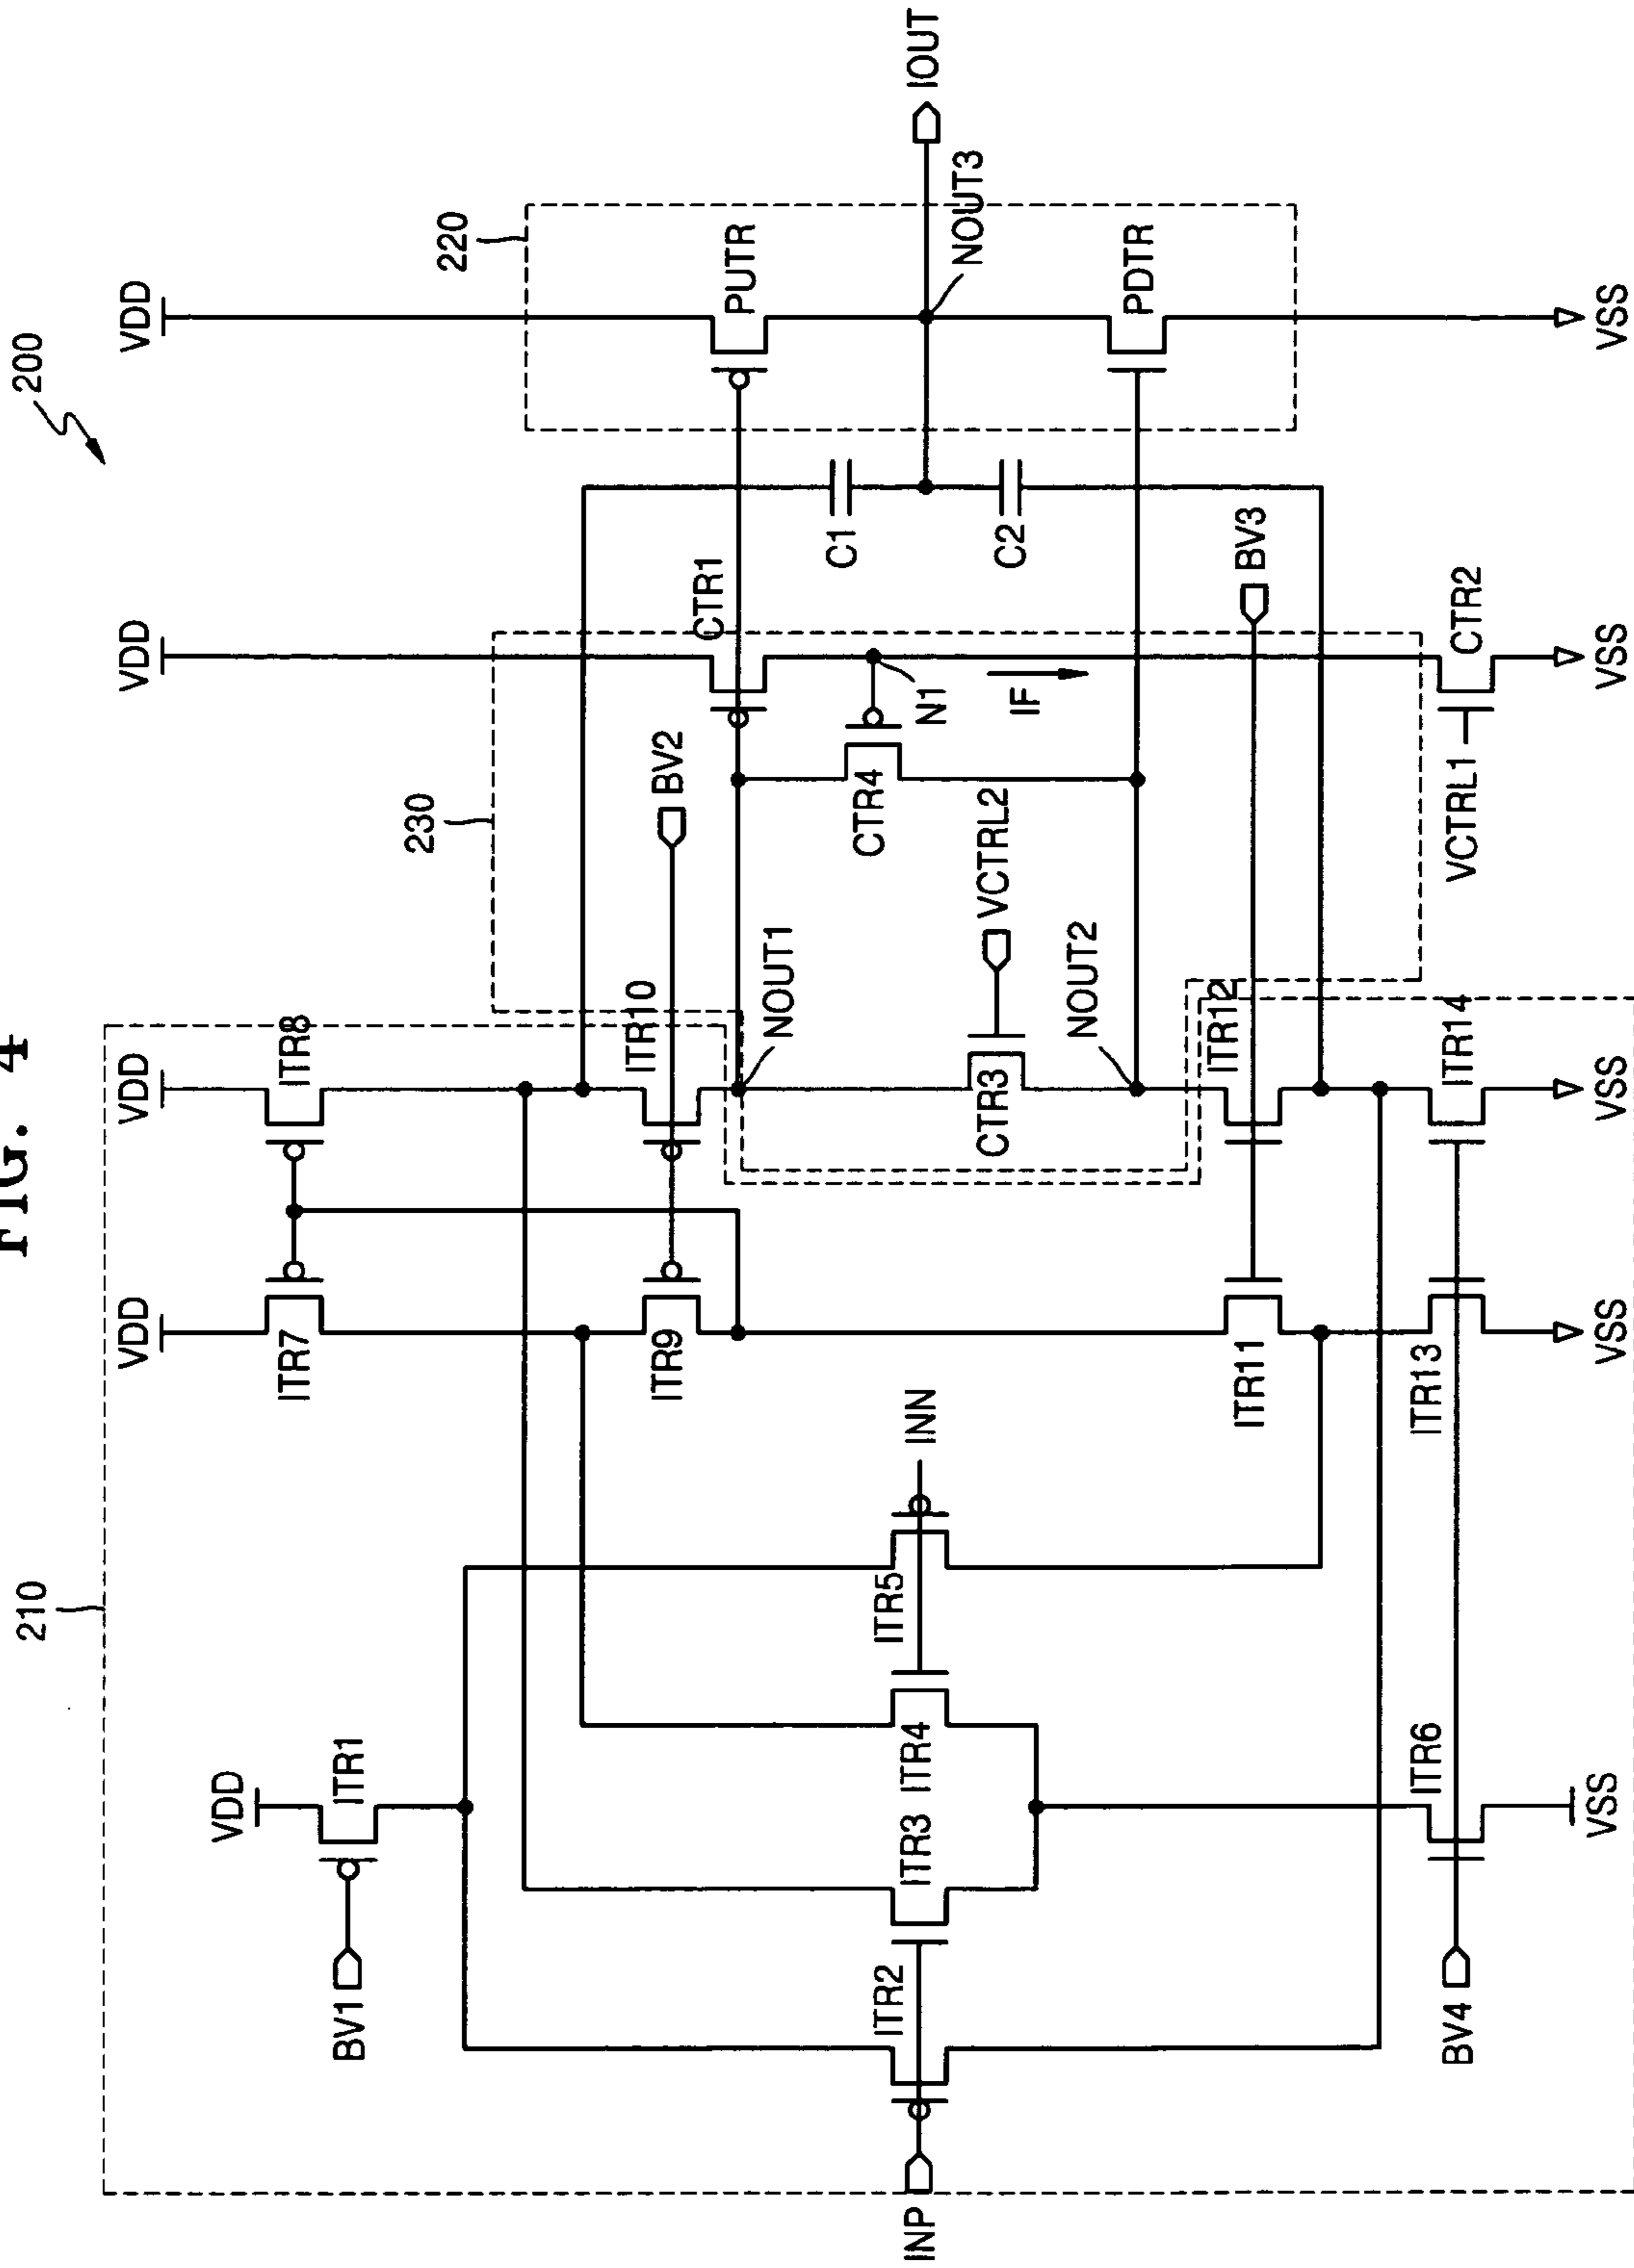 FIG. 4
200
210
220
230
VDD
VDD
VDD
VDD
VDD
BV1
ITR1
ITR7
ITR8
ITR9
ITR10
BV2
CTR1
PUTR
NOUT1
CTR4
N1
IF
C1
C2
NOUT3
IOUT
INP
ITR2
ITR3
ITR4
ITR5
INN
CTR3
VCTRL2
NOUT2
PDTR
ITR11
ITR12
BV3
BV4
ITR6
ITR13
ITR14
VCTRL1
CTR2
VSS
VSS
VSS
VSS
VSS